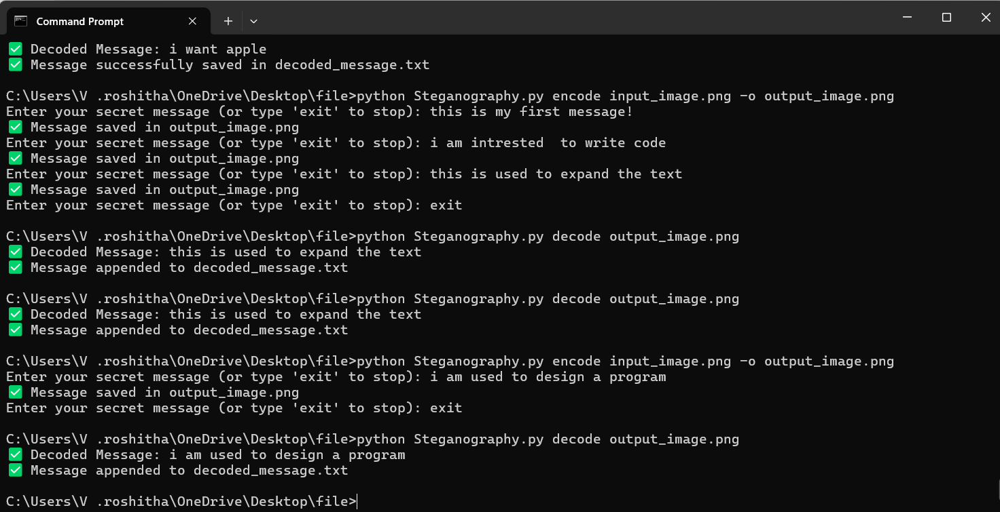 Command Prompt
✅ Decoded Message: i want apple
✅ Message successfully saved in decoded_message.txt
C:\Users\V .roshitha\OneDrive\Desktop\file>python Steganography.py encode input_image.png -o output_image.png
Enter your secret message (or type 'exit' to stop): this is my first message!
✅ Message saved in output_image.png
Enter your secret message (or type 'exit' to stop): i am intrested  to write code
✅ Message saved in output_image.png
Enter your secret message (or type 'exit' to stop): this is used to expand the text
✅ Message saved in output_image.png
Enter your secret message (or type 'exit' to stop): exit
C:\Users\V .roshitha\OneDrive\Desktop\file>python Steganography.py decode output_image.png
✅ Decoded Message: this is used to expand the text
✅ Message appended to decoded_message.txt
C:\Users\V .roshitha\OneDrive\Desktop\file>python Steganography.py decode output_image.png
✅ Decoded Message: this is used to expand the text
✅ Message appended to decoded_message.txt
C:\Users\V .roshitha\OneDrive\Desktop\file>python Steganography.py encode input_image.png -o output_image.png
Enter your secret message (or type 'exit' to stop): i am used to design a program
✅ Message saved in output_image.png
Enter your secret message (or type 'exit' to stop): exit
C:\Users\V .roshitha\OneDrive\Desktop\file>python Steganography.py decode output_image.png
✅ Decoded Message: i am used to design a program
✅ Message appended to decoded_message.txt
C:\Users\V .roshitha\OneDrive\Desktop\file>